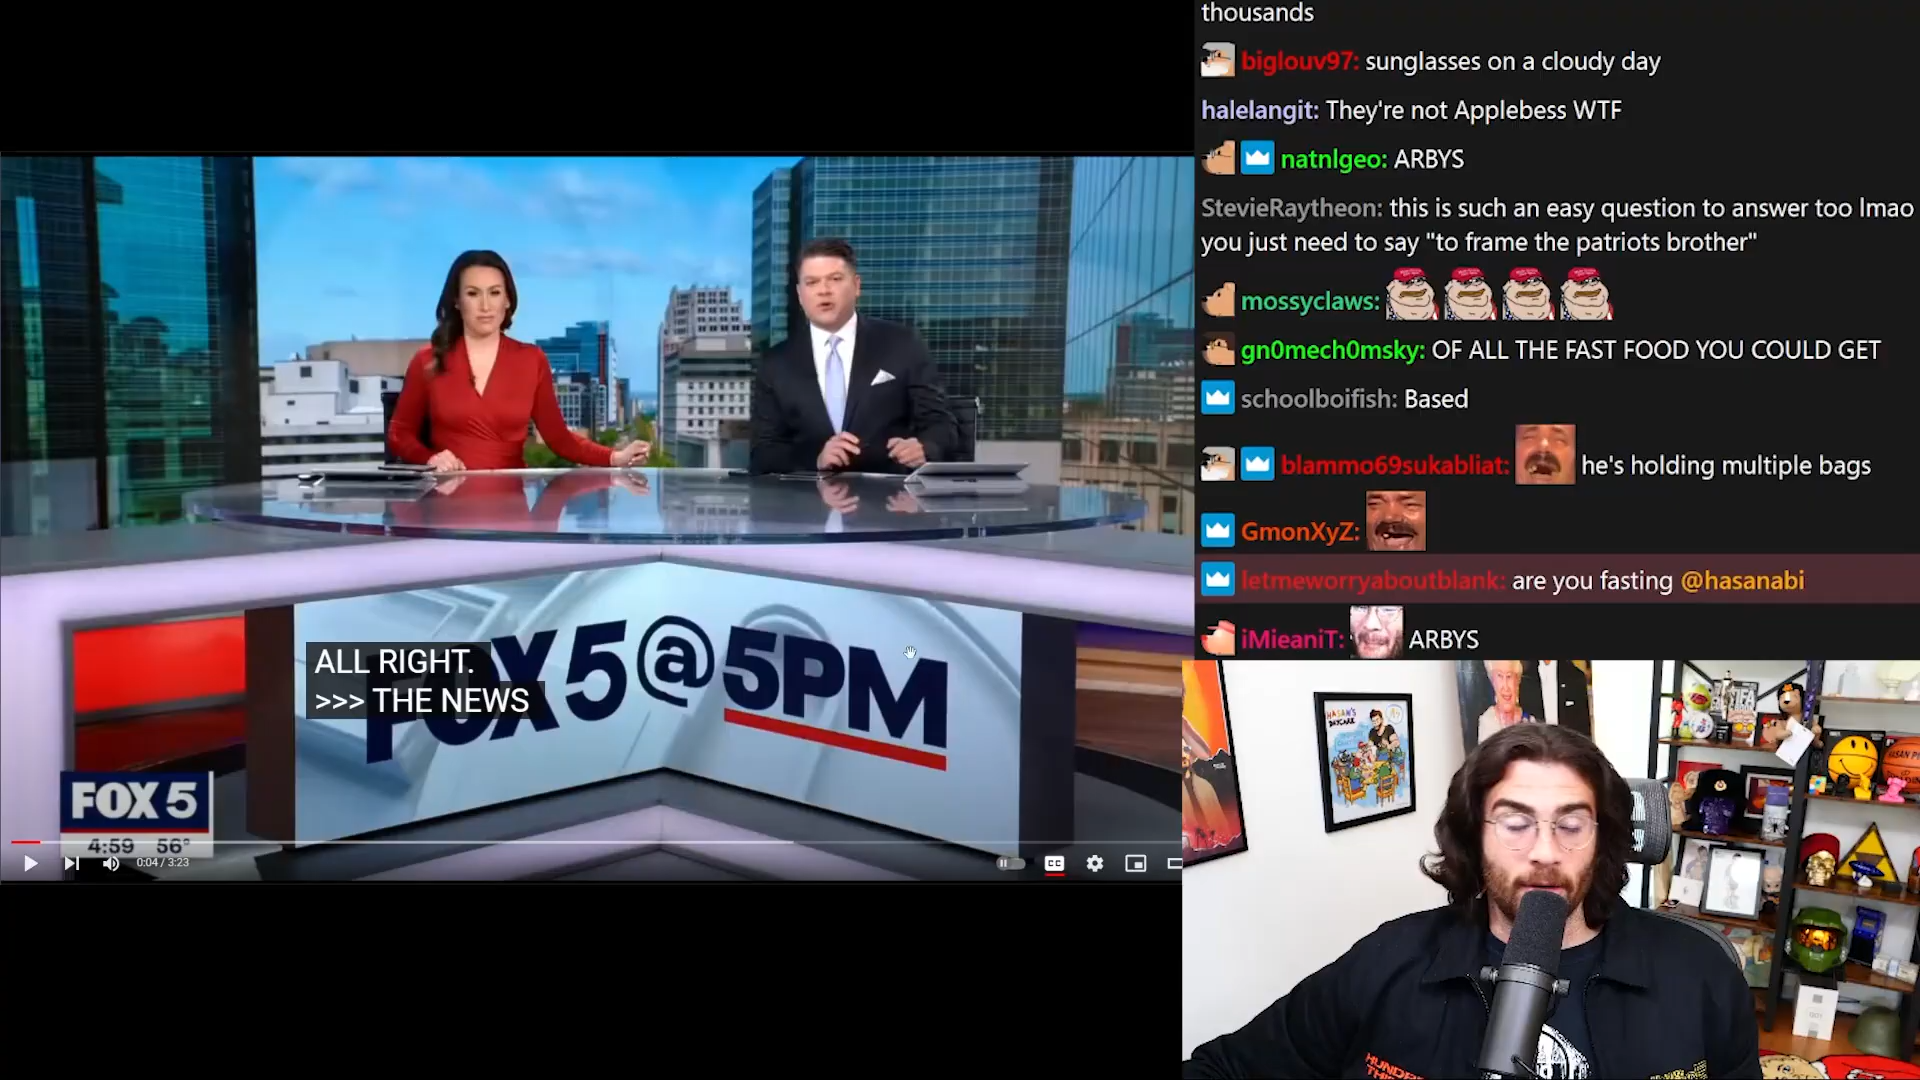 thousands
biglouv97: sunglasses on a cloudy day
halelangit: They're not Applebess WTF
natnlgeo: ARBYS
StevieRaytheon: this is such an easy question to answer too lmao
you just need to say "to frame the patriots brother"
mossyclaws:
gn0mech0msky: OF ALL THE FAST FOOD YOU COULD GET
schoolboifish: Based
blammo69sukabliat: he's holding multiple bags
GmonXyZ:
letmeworryaboutblank: are you fasting @hasanabi
iMieaniT: ARBYS
FOX 5 @ 5PM
ALL RIGHT.
>>> THE NEWS
FOX 5
4:59 56°
0:04 / 3:23
CC
HASAN'S
DAYCARE